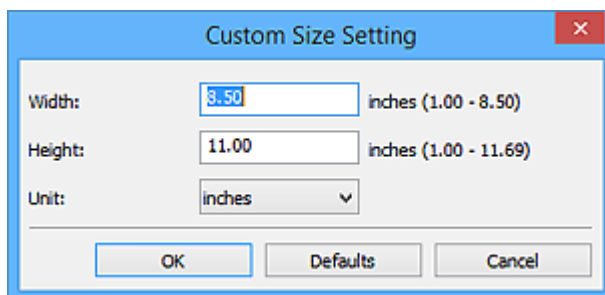 Custom Size Setting
Width: 8.50 inches (1.00 - 8.50)
Height: 11.00 inches (1.00 - 11.69)
Unit: inches
OK Defaults Cancel